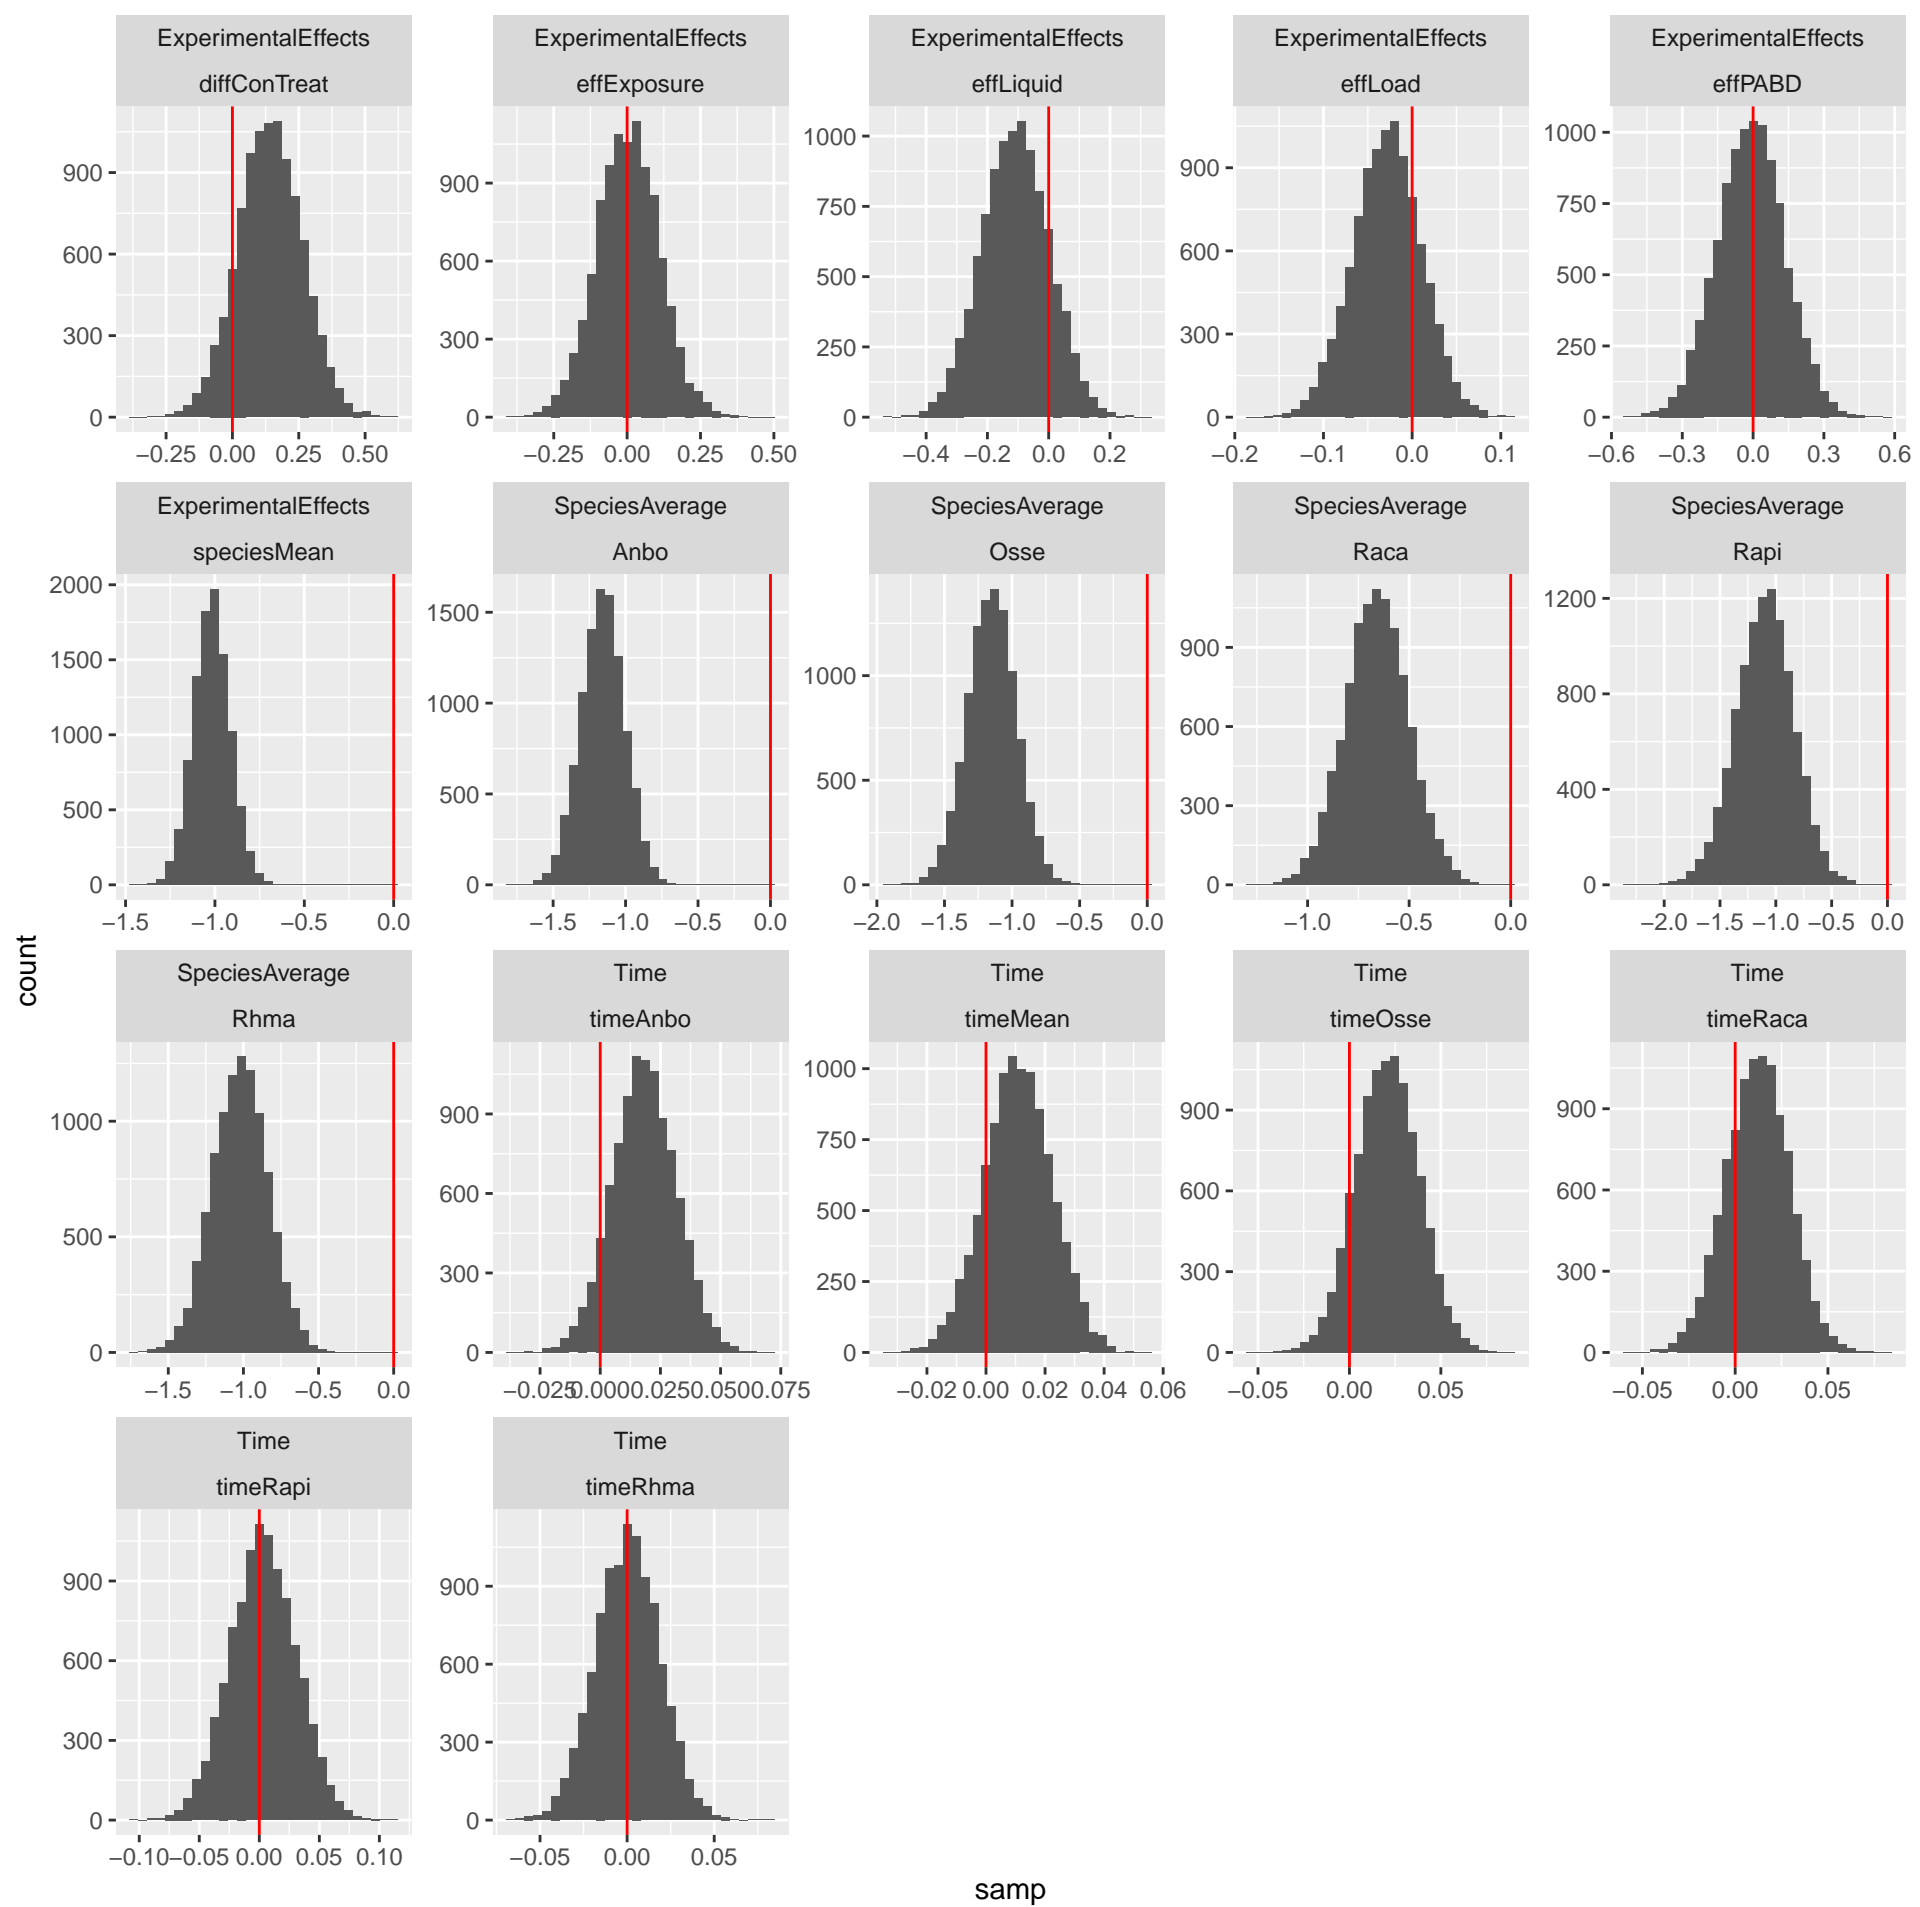 ExperimentalEffects ExperimentalEffects ExperimentalEffects ExperimentalEffects ExperimentalEffects
diffConTreat effExposure effLiquid effLoad effPABD
900 900 1000 900 1000
600 600 750 600 750
300 300 500 300 500
0 0 250 0 250
0 0
−0.25 0.00 0.25 0.50 −0.25 0.00 0.25 0.50 −0.4 −0.2 0.0 0.2 −0.2 −0.1 0.0 0.1 −0.6 −0.3 0.0 0.3 0.6
ExperimentalEffects SpeciesAverage SpeciesAverage SpeciesAverage SpeciesAverage
speciesMean Anbo Osse Raca Rapi
2000 1500 1000 900 1200
1500 1000 500 600 800
1000 500 0 300 400
500 0 0 0
0
−1.5 −1.0 −0.5 0.0 −1.5 −1.0 −0.5 0.0 −2.0 −1.5 −1.0 −0.5 0.0 −1.0 −0.5 0.0 −2.0 −1.5 −1.0 −0.5 0.0
count
SpeciesAverage Time Time Time Time
Rhma timeAnbo timeMean timeOsse timeRaca
1000 900 1000 900 900
500 600 750 600 600
0 300 500 300 300
0 250 0 0
0
−1.5 −1.0 −0.5 0.0 −0.025 0.000 0.025 0.050 0.075 −0.02 0.00 0.02 0.04 0.06 −0.05 0.00 0.05 −0.05 0.00 0.05
Time Time
timeRapi timeRhma
900 900
600 600
300 300
0 0
−0.10 −0.05 0.00 0.05 0.10 −0.05 0.00 0.05
samp